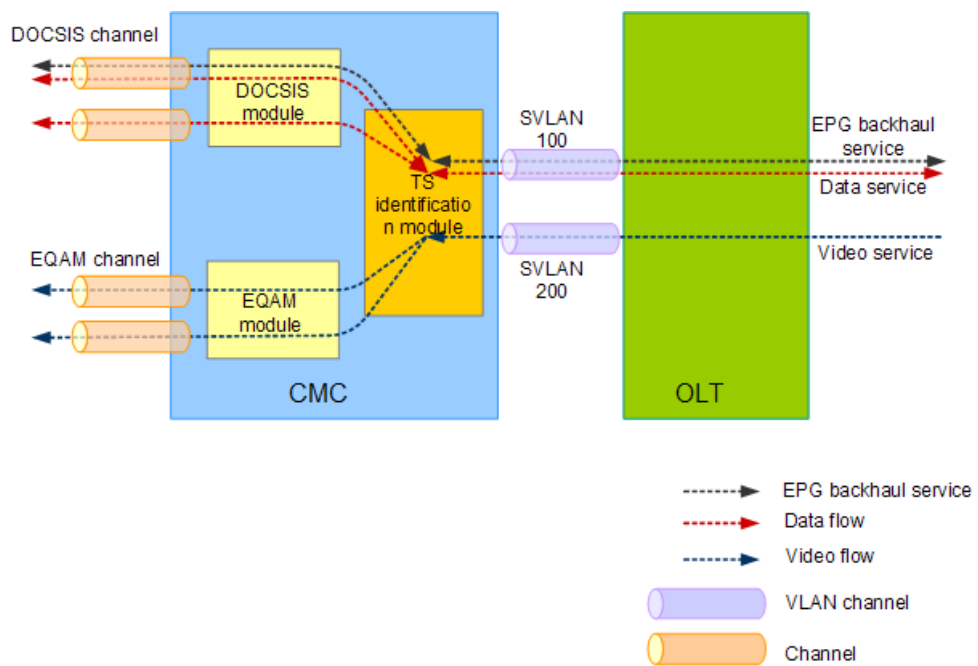 DOCSIS channel
DOCSIS
module
SVLAN
100
EPG backhaul
service
TS
identificatio
n module
Data service
EQAM channel
EQAM
module
SVLAN
200
Video service
CMC
OLT
EPG backhaul service
Data flow
Video flow
VLAN channel
Channel